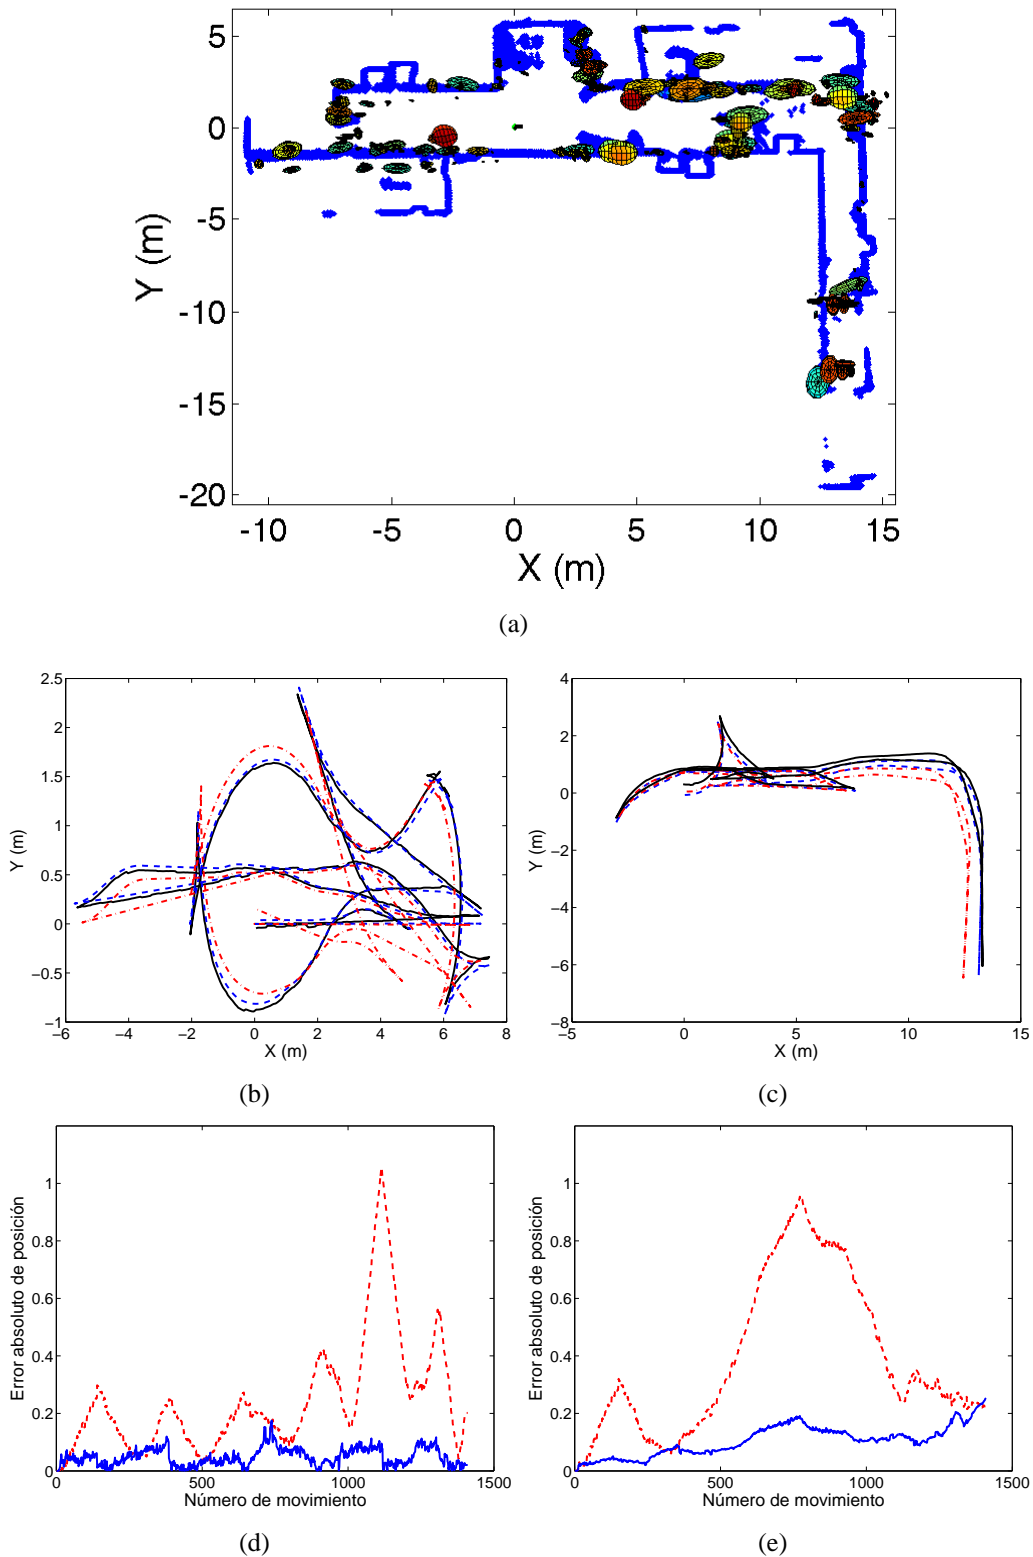 5
0
-5
-10
-15
-20
Y (m)
-10 -5 0 5 10 15
X (m)
(a)
2.5
2
1.5
1
0.5
0
−0.5
−1
Y (m)
−6 −4 −2 0 2 4 6 8
X (m)
(b)
4
2
0
−2
−4
−6
−8
Y (m)
−5 0 5 10 15
X (m)
(c)
1
0.8
0.6
0.4
0.2
0
Error absoluto de posición
0 500 1000 1500
Número de movimiento
(d)
1
0.8
0.6
0.4
0.2
0
Error absoluto de posición
0 500 1000 1500
Número de movimiento
(e)